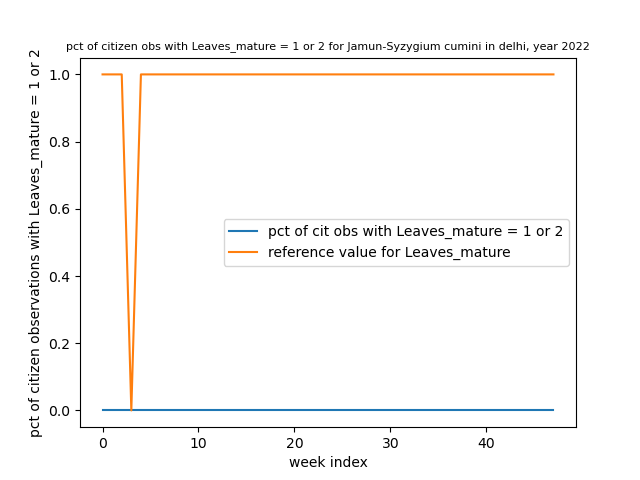 pct of citizen obs with Leaves_mature = 1 or 2 for Jamun-Syzygium cumini in delhi, year 2022
pct of citizen observations with Leaves_mature = 1 or 2
1.0
0.8
0.6
0.4
0.2
0.0
pct of cit obs with Leaves_mature = 1 or 2
reference value for Leaves_mature
0
10
20
30
40
week index